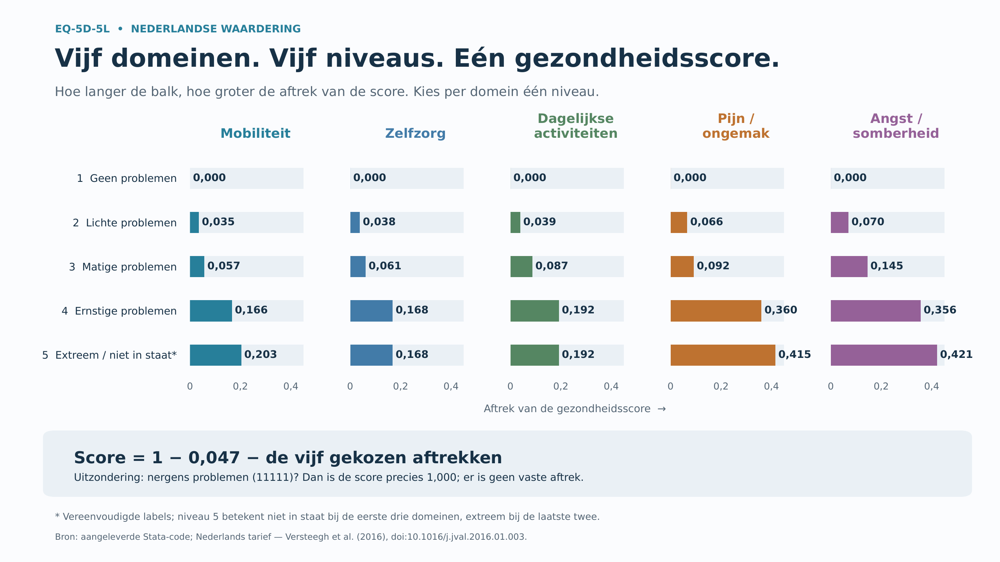 EQ-5D-5L • NEDERLANDSE WAARDERING
Vijf domeinen. Vijf niveaus. Eén gezondheidsscore.
Hoe langer de balk, hoe groter de aftrek van de score. Kies per domein één niveau.
Mobiliteit
Zelfzorg
Dagelijkse
activiteiten
Pijn /
ongemak
Angst /
somberheid
1 Geen problemen 0,000 0,000 0,000 0,000 0,000
2 Lichte problemen 0,035 0,038 0,039 0,066 0,070
3 Matige problemen 0,057 0,061 0,087 0,092 0,145
4 Ernstige problemen 0,166 0,168 0,192 0,360 0,356
5 Extreem / niet in staat* 0,203 0,168 0,192 0,415 0,421
0 0,2 0,4 0 0,2 0,4 0 0,2 0,4 0 0,2 0,4 0 0,2 0,4
Aftrek van de gezondheidsscore →
Score = 1 − 0,047 − de vijf gekozen aftrekken
Uitzondering: nergens problemen (11111)? Dan is de score precies 1,000; er is geen vaste aftrek.
* Vereenvoudigde labels; niveau 5 betekent niet in staat bij de eerste drie domeinen, extreem bij de laatste twee.
Bron: aangeleverde Stata-code; Nederlands tarief — Versteegh et al. (2016), doi:10.1016/j.jval.2016.01.003.